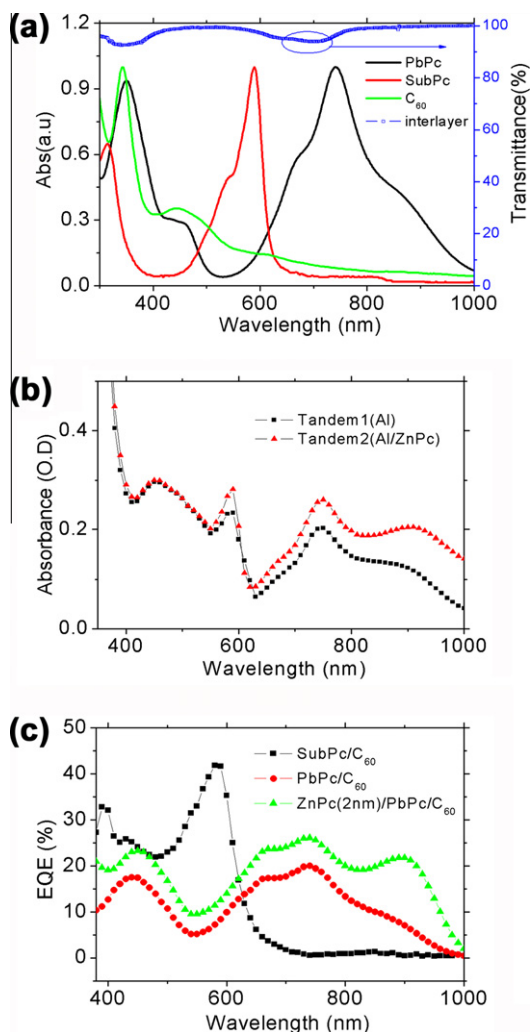 (a)
1.2
0.9
0.6
0.3
0.0
Abs(a.u)
100
80
60
40
20
0
Transmittance(%)
PbPc
SubPc
C60
interlayer
400 600 800 1000
Wavelength (nm)
(b)
0.4
0.2
0.0
Absorbance (O.D)
Tandem1(Al)
Tandem2(Al/ZnPc)
400 600 800 1000
Wavelength (nm)
(c)
50
40
30
20
10
0
EQE (%)
SubPc/C60
PbPc/C60
ZnPc(2nm)/PbPc/C60
400 600 800 1000
Wavelength (nm)